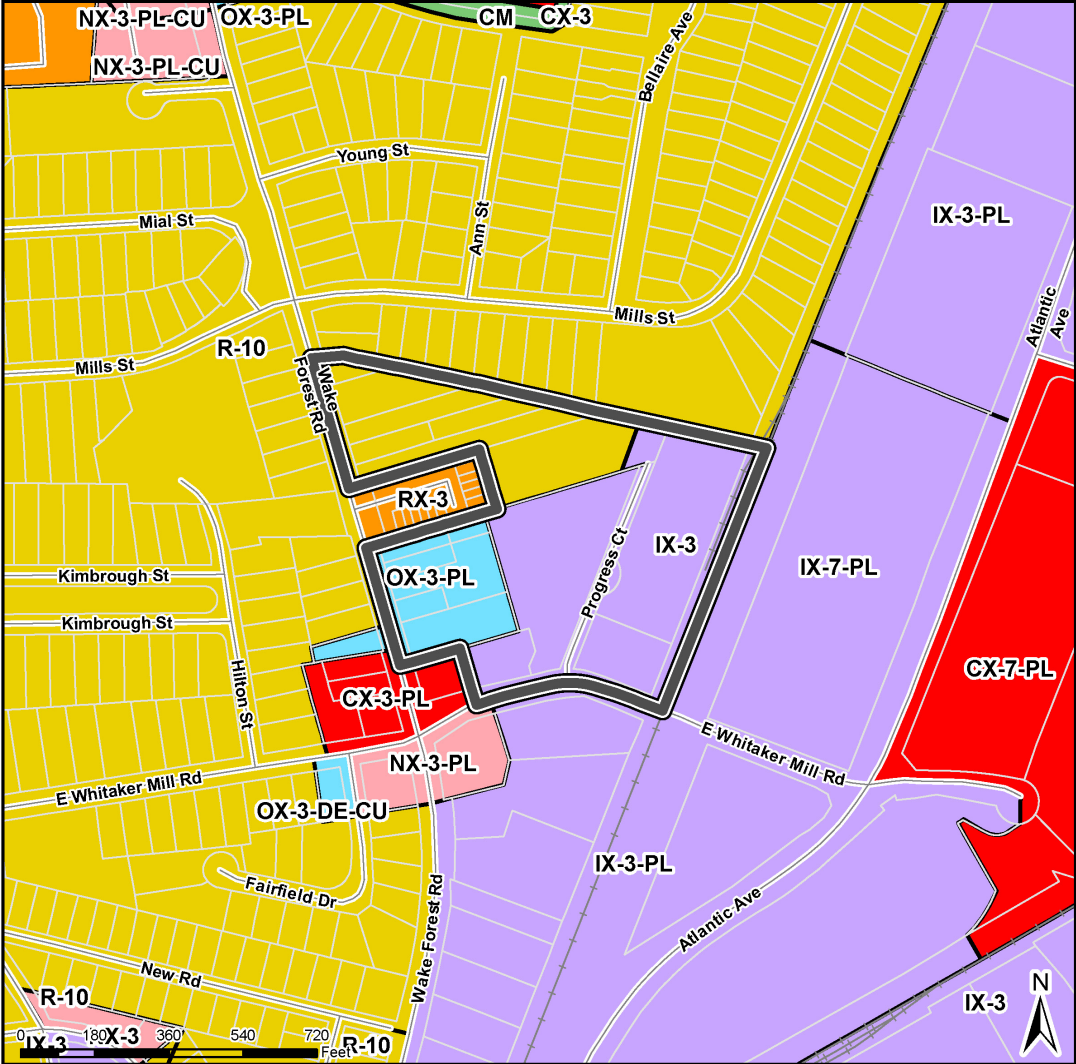 NX-3-PL-CU
OX-3-PL
CM
CX-3
NX-3-PL-CU
Bellaire Ave
Young St
Ann St
Mial St
IX-3-PL
Mills St
Atlantic
Ave
R-10
Mills St
Wake
Forest Rd
RX-3
Progress Ct
IX-3
IX-7-PL
OX-3-PL
Kimbrough St
Kimbrough St
Hilton St
CX-3-PL
CX-7-PL
E Whitaker Mill Rd
NX-3-PL
E Whitaker Mill Rd
OX-3-DE-CU
IX-3-PL
Fairfield Dr
Wake Forest Rd
Atlantic Ave
New Rd
N
R-10
IX-3
0 180 360 540 720
Feet
IX-3
X-3
R-10